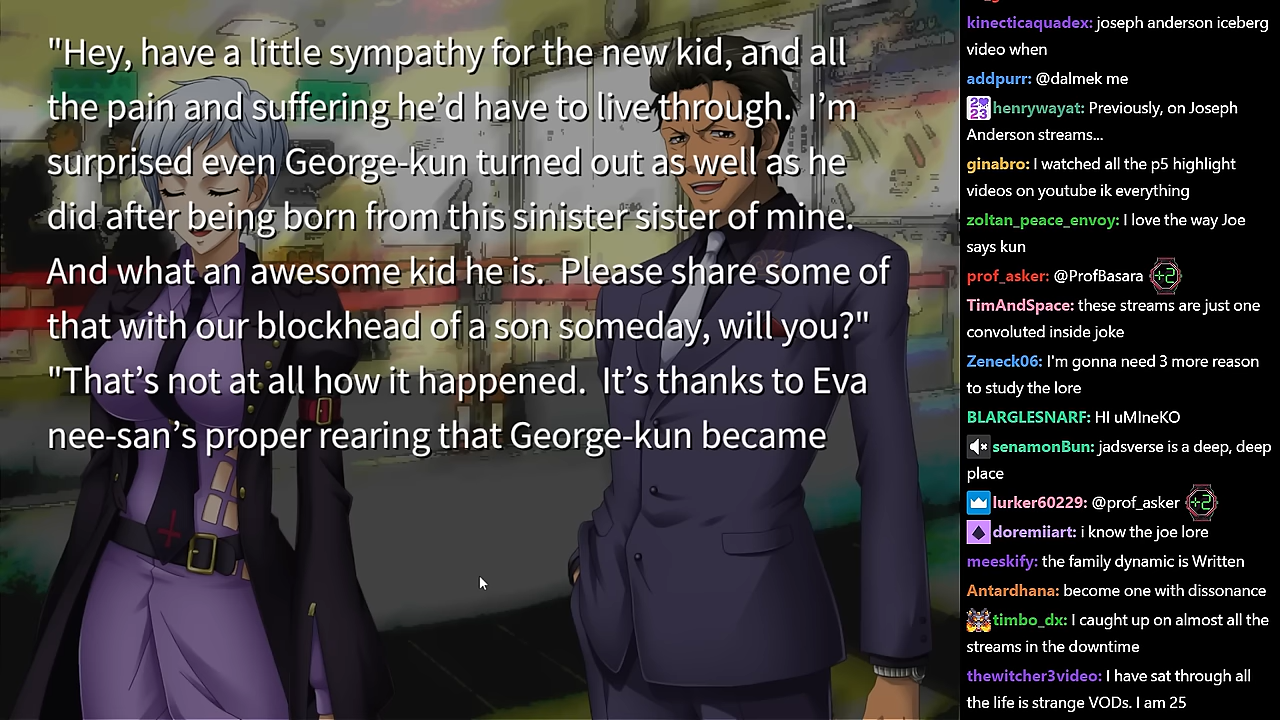 "Hey, have a little sympathy for the new kid, and all
the pain and suffering he’d have to live through.  I’m
surprised even George-kun turned out as well as he
did after being born from this sinister sister of mine.
And what an awesome kid he is.  Please share some of
that with our blockhead of a son someday, will you?"
"That’s not at all how it happened.  It’s thanks to Eva
nee-san’s proper rearing that George-kun became
kinecticaquadex: joseph anderson iceberg
video when
addpurr: @dalmek me
henrywayat: Previously, on Joseph
Anderson streams...
ginabro: I watched all the p5 highlight
videos on youtube ik everything
zoltan_peace_envoy: I love the way Joe
says kun
prof_asker: @ProfBasara +2
TimAndSpace: these streams are just one
convoluted inside joke
Zeneck06: I'm gonna need 3 more reason
to study the lore
BLARGLESNARF: HI uMIneKO
senamonBun: jadsverse is a deep, deep
place
lurker60229: @prof_asker +2
doremiiart: i know the joe lore
meeskify: the family dynamic is Written
Antardhana: become one with dissonance
timbo_dx: I caught up on almost all the
streams in the downtime
thewitcher3video: I have sat through all
the life is strange VODs. I am 25